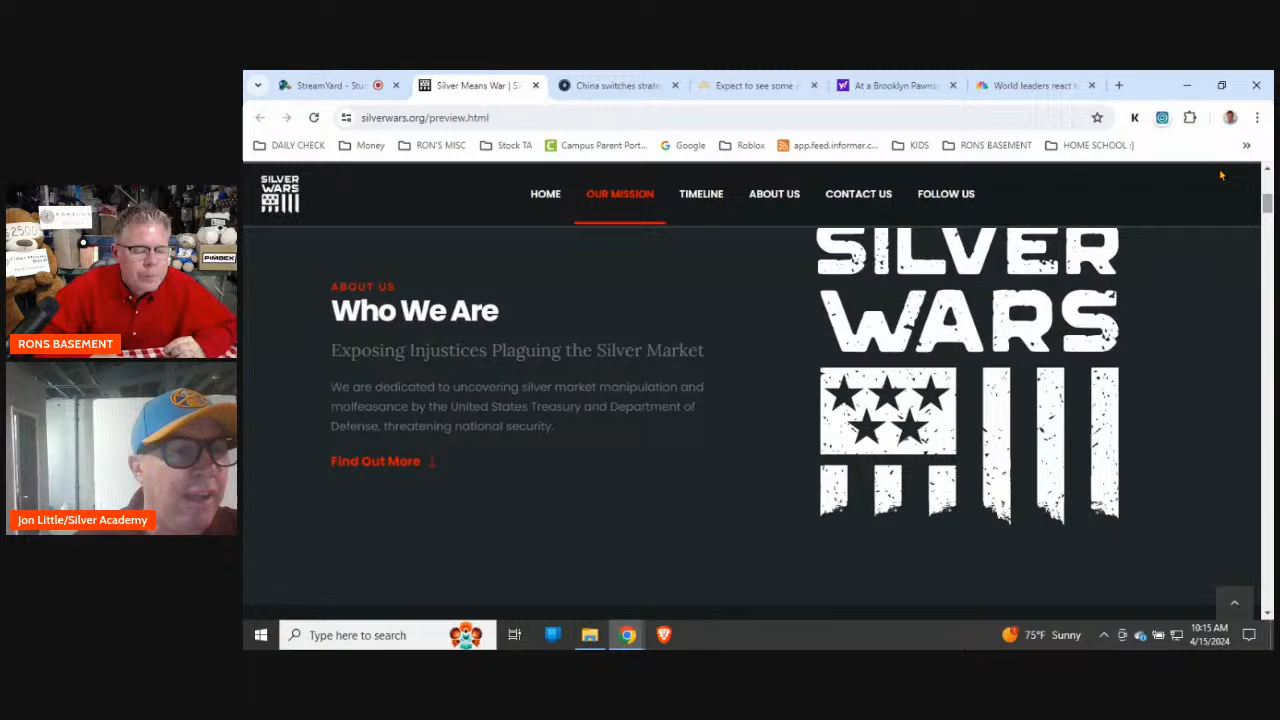 StreamYard - Stu
Silver Means War | Si
China switches strate
Expect to see some
At a Brooklyn Pawns
World leaders react t
silverwars.org/preview.html
K
DAILY CHECK
Money
RON'S MISC
Stock TA
Campus Parent Port...
Google
Roblox
app.feed.informer.c...
KIDS
RONS BASEMENT
HOME SCHOOL :]
SILVER
WARS
HOME
OUR MISSION
TIMELINE
ABOUT US
CONTACT US
FOLLOW US
SILVER
WARS
ABOUT US
Who We Are
Exposing Injustices Plaguing the Silver Market
We are dedicated to uncovering silver market manipulation and
malfeasance by the United States Treasury and Department of
Defense, threatening national security.
Find Out More
$2500
PIMBEX
RONS BASEMENT
Jon Little/Silver Academy
Type here to search
75°F Sunny
10:15 AM
4/15/2024